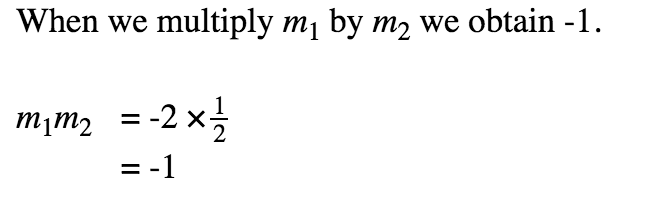 When we multiply m₁ by m₂ we obtain -1.
m₁m₂ = -2 × 1/2
= -1